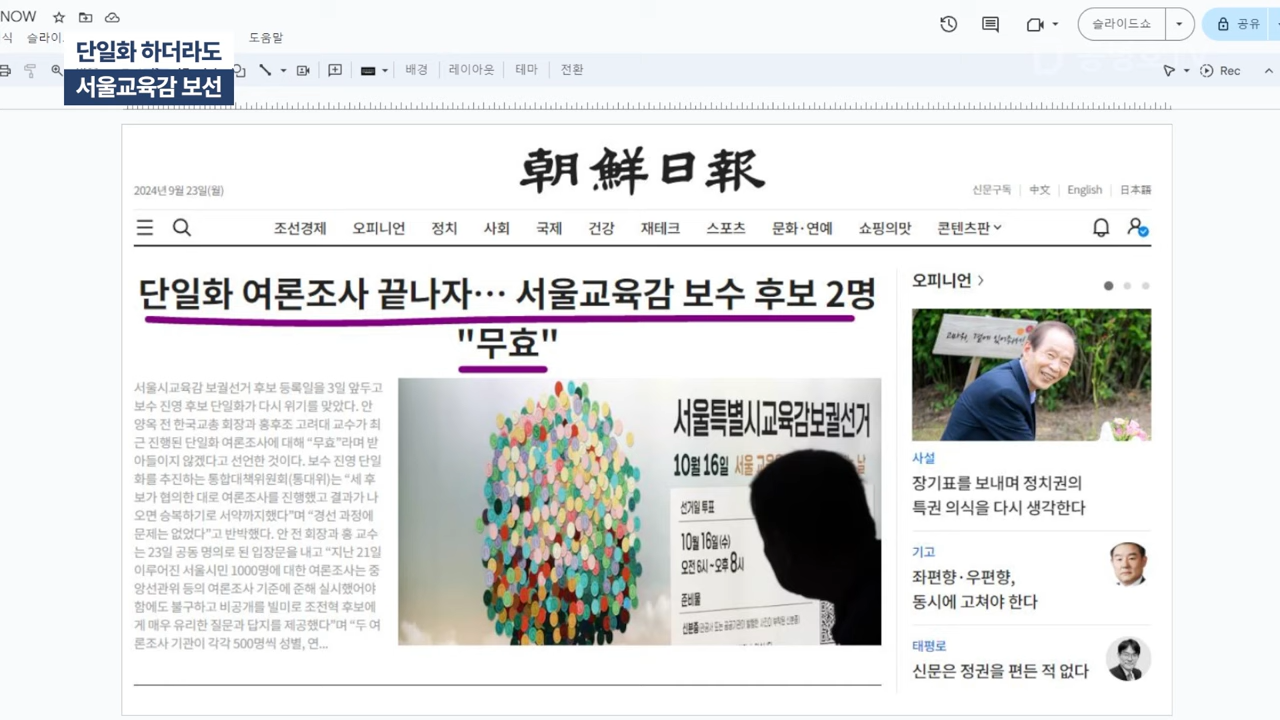 NOW
슬라이드쇼
공유
식
슬라이
도움말
단일화 하더라도
서울교육감 보선
배경
레이아웃
테마
전환
Rec
朝鮮日報
2024년 9월 23일(월)
신문구독 中文 English 日本語
조선경제 오피니언 정치 사회 국제 건강 재테크 스포츠 문화·연예 쇼핑의맛 콘텐츠판
단일화 여론조사 끝나자… 서울교육감 보수 후보 2명
"무효"
서울시교육감 보궐선거 후보 등록일을 3일 앞두고
보수 진영 후보 단일화가 다시 위기를 맞았다. 안
양옥 전 한국교총 회장과 홍후조 고려대 교수가 최
근 진행된 단일화 여론조사에 대해 “무효”라며 받
아들이지 않겠다고 선언한 것이다. 보수 진영 단일
화를 추진하는 통합대책위원회(통대위)는 “세 후
보가 협의한 대로 여론조사를 진행했고 결과가 나
오면 승복하기로 서약까지했다”며 “경선 과정에
문제는 없었다”고 반박했다. 안 전 회장과 홍 교수
는 23일 공동 명의로 된 입장문을 내고 “지난 21일
이루어진 서울시민 1000명에 대한 여론조사는 중
앙선관위 등의 여론조사 기준에 준해 실시했어야
함에도 불구하고 비공개를 빌미로 조전혁 후보에
게 매우 유리한 질문과 답지를 제공했다”며 “두 여
론조사 기관이 각각 500명씩 성별, 연...
서울특별시교육감보궐선거
10월 16일 서울
선거일 투표
10월 16일(수)
오전 6시~오후 8시
준비물
신분증
오피니언
사설
장기표를 보내며 정치권의
특권 의식을 다시 생각한다
기고
좌편향·우편향,
동시에 고쳐야 한다
태평로
신문은 정권을 편든 적 없다